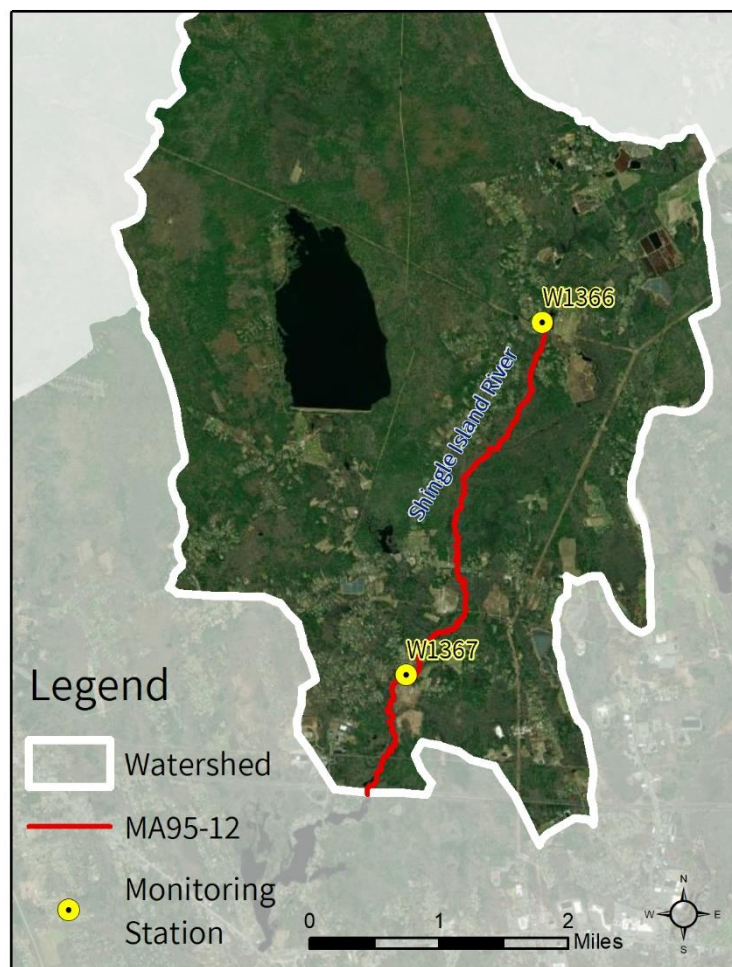 W1366
Shingle Island River
W1367
Legend
Watershed
MA95-12
Monitoring
Station
0 1 2
Miles
N
W E
S